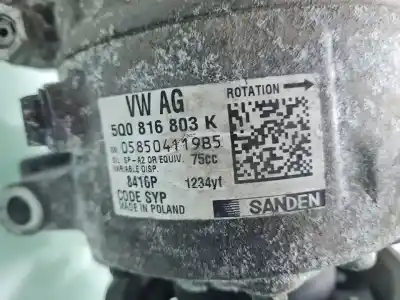 VW AG
ROTATION
5Q0 816 803 K
058504119B5
OIL SP-A2 OR EQUIV. 75cc
VARIABLE DISP.
8416P 1234yf
CODE SYP
MADE IN POLAND
SANDEN